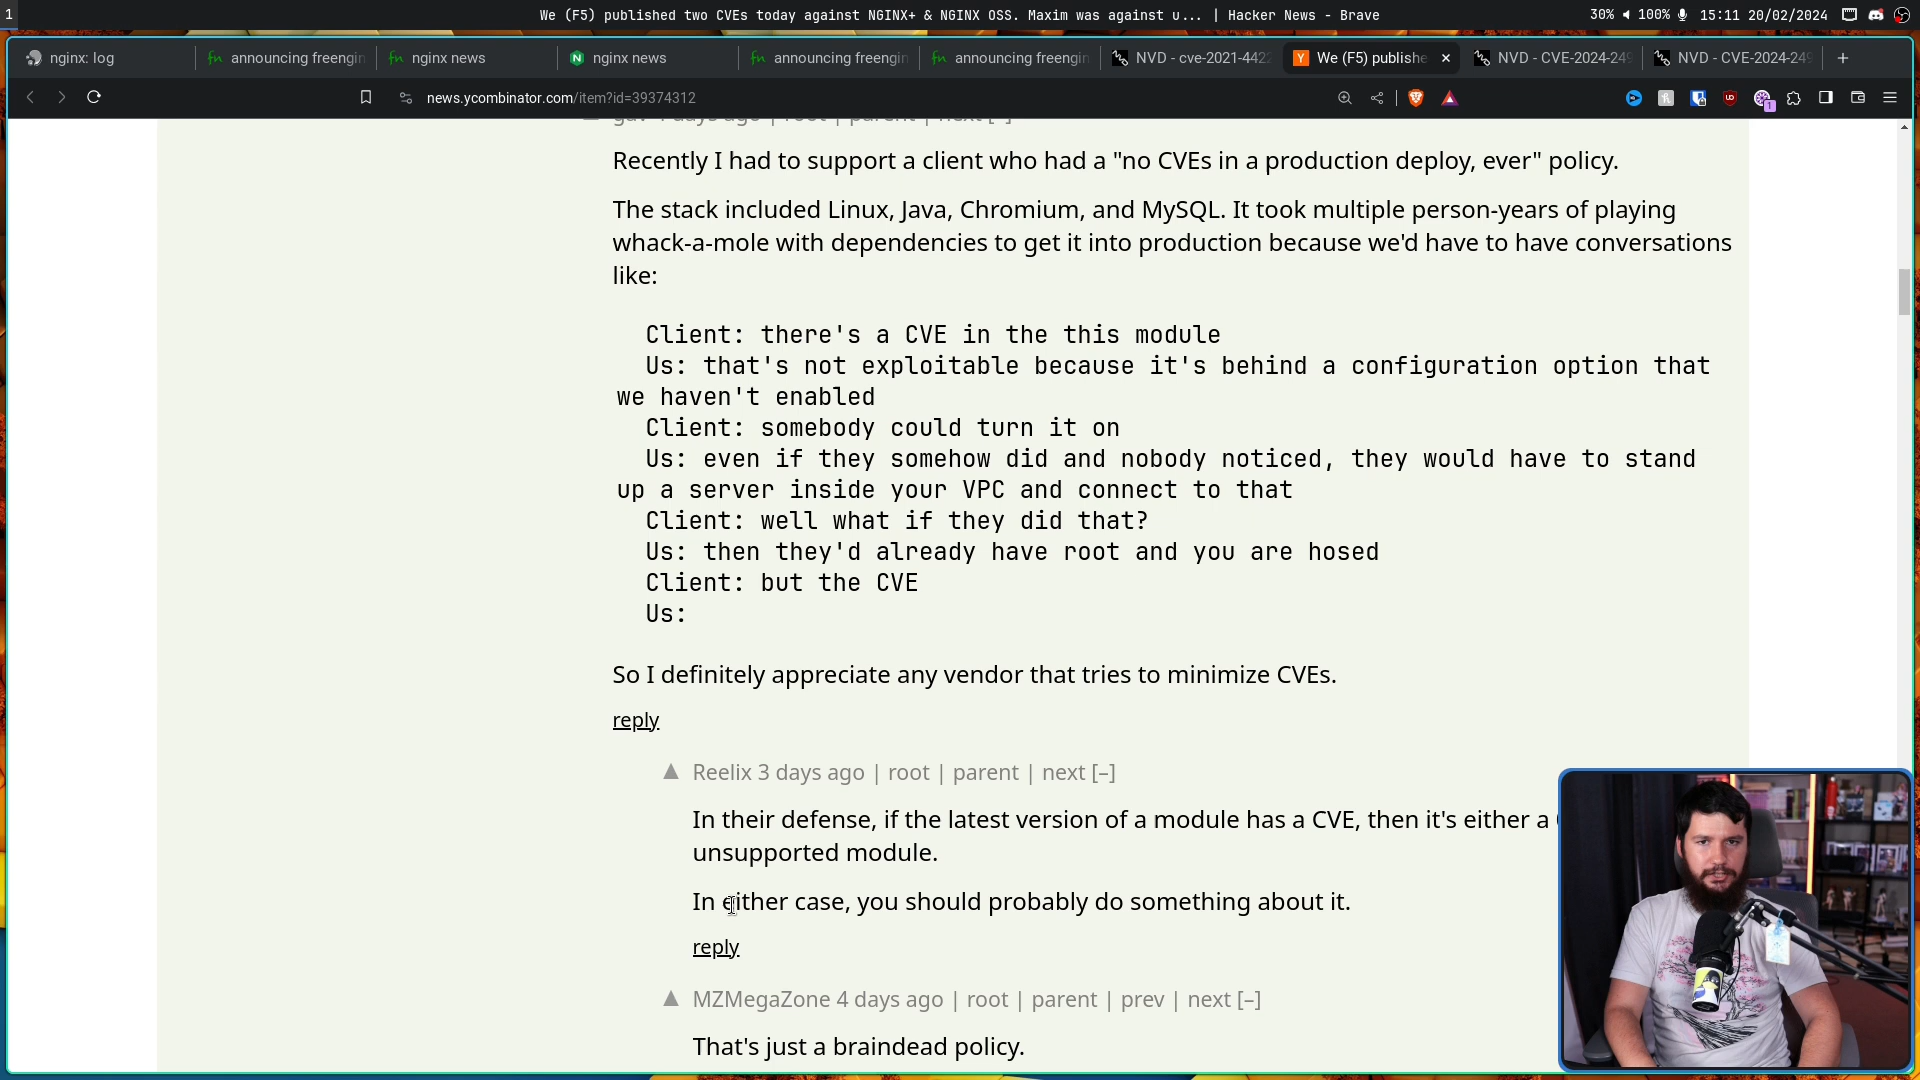 1
We (F5) published two CVEs today against NGINX+ & NGINX OSS. Maxim was against u... | Hacker News - Brave
30% 100% 15:11 20/02/2024
nginx: log
announcing freengin
nginx news
nginx news
announcing freengin
announcing freengin
NVD - cve-2021-4422
We (F5) publishe
NVD - CVE-2024-249
NVD - CVE-2024-249
news.ycombinator.com/item?id=39374312
days ago | root | parent | next [–]
Recently I had to support a client who had a "no CVEs in a production deploy, ever" policy.
The stack included Linux, Java, Chromium, and MySQL. It took multiple person-years of playing
whack-a-mole with dependencies to get it into production because we'd have to have conversations
like:
Client: there's a CVE in the this module
Us: that's not exploitable because it's behind a configuration option that
we haven't enabled
Client: somebody could turn it on
Us: even if they somehow did and nobody noticed, they would have to stand
up a server inside your VPC and connect to that
Client: well what if they did that?
Us: then they'd already have root and you are hosed
Client: but the CVE
Us:
So I definitely appreciate any vendor that tries to minimize CVEs.
reply
Reelix 3 days ago | root | parent | next [–]
In their defense, if the latest version of a module has a CVE, then it's either a
unsupported module.
In either case, you should probably do something about it.
reply
MZMegaZone 4 days ago | root | parent | prev | next [–]
That's just a braindead policy.